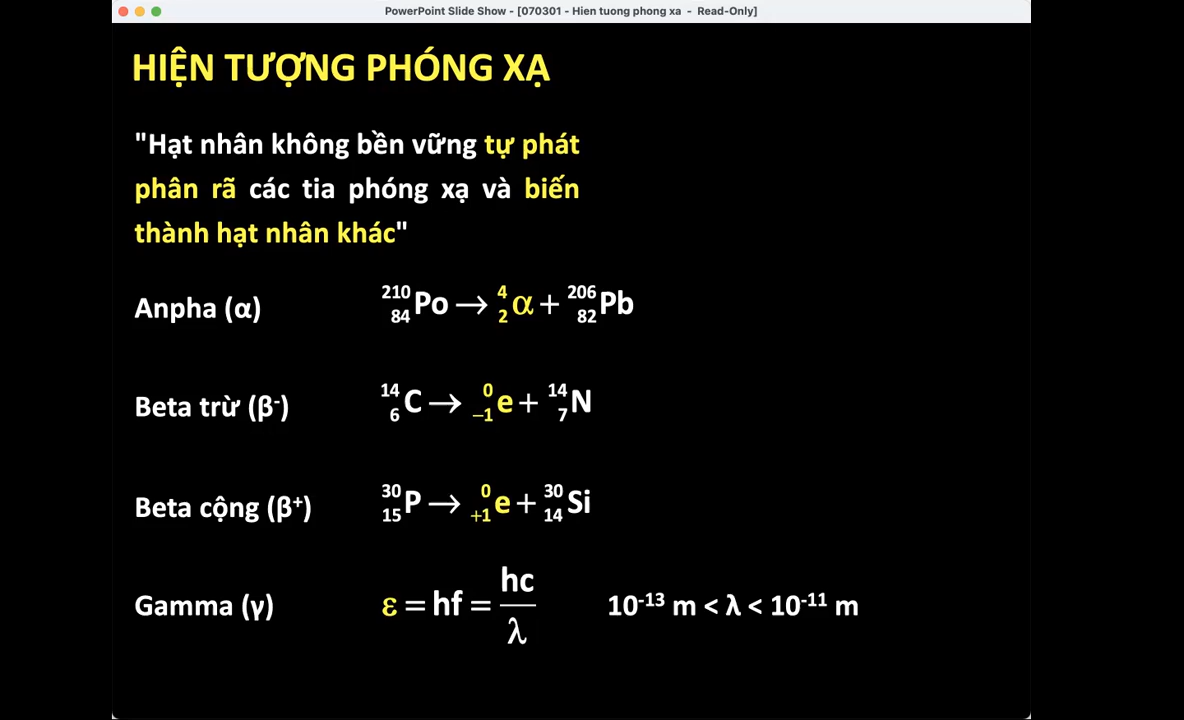 PowerPoint Slide Show - [070301 - Hien tuong phong xa - Read-Only]
HIỆN TƯỢNG PHÓNG XẠ
"Hạt nhân không bền vững tự phát
phân rã các tia phóng xạ và biến
thành hạt nhân khác"
Anpha (α) ²¹⁰₈₄Po → ⁴₂α + ²⁰⁶₈₂Pb
Beta trừ (β⁻) ¹⁴₆C → ⁰₋₁e + ¹⁴₇N
Beta cộng (β⁺) ³⁰₁₅P → ⁰₊₁e + ³⁰₁₄Si
Gamma (γ) ε = hf = hc/λ 10⁻¹³ m < λ < 10⁻¹¹ m